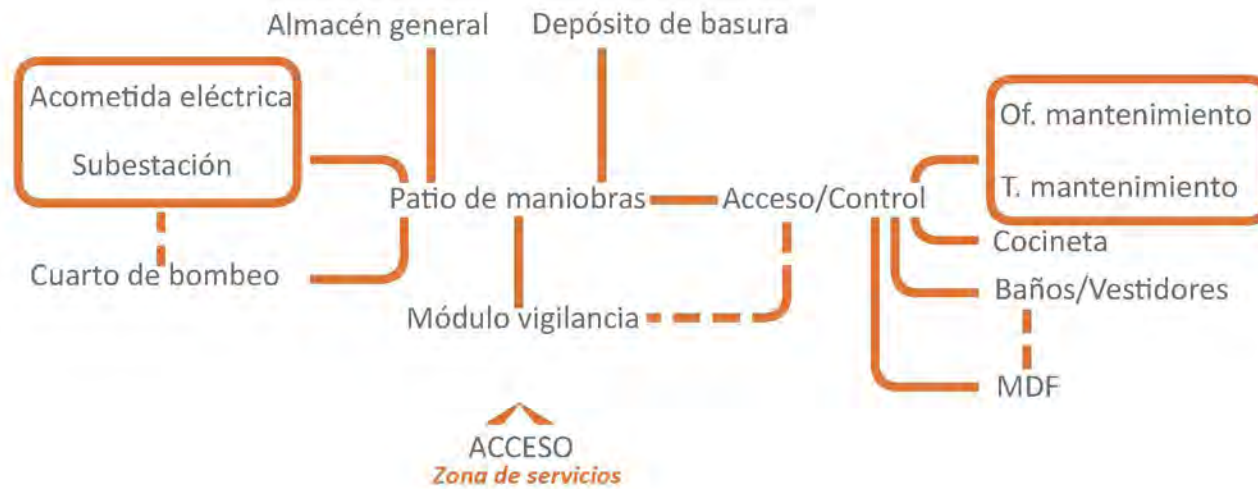 Almacén general
Depósito de basura
Acometida eléctrica
Subestación
Of. mantenimiento
T. mantenimiento
Patio de maniobras
Acceso/Control
Cocineta
Cuarto de bombeo
Baños/Vestidores
Módulo vigilancia
MDF
ACCESO
Zona de servicios